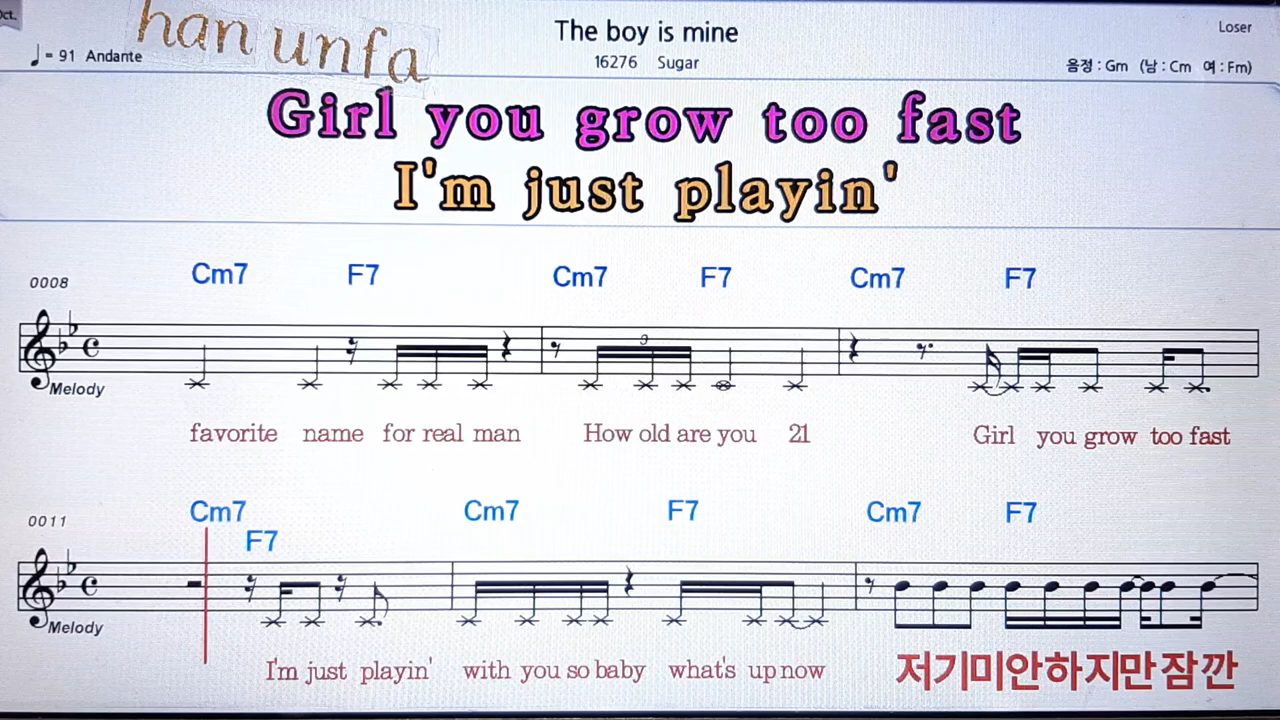 Oct.
han unfa
The boy is mine
Loser
♩= 91 Andante
16276 Sugar
음정 : Gm (남 : Cm 여 : Fm)
Girl you grow too fast
I'm just playin'
Cm7 F7 Cm7 F7 Cm7 F7
0008
3
Melody
favorite name for real man How old are you 21 Girl you grow too fast
Cm7 F7 Cm7 F7 Cm7 F7
0011
Melody
I'm just playin' with you so baby what's up now 저기미안하지만잠깐